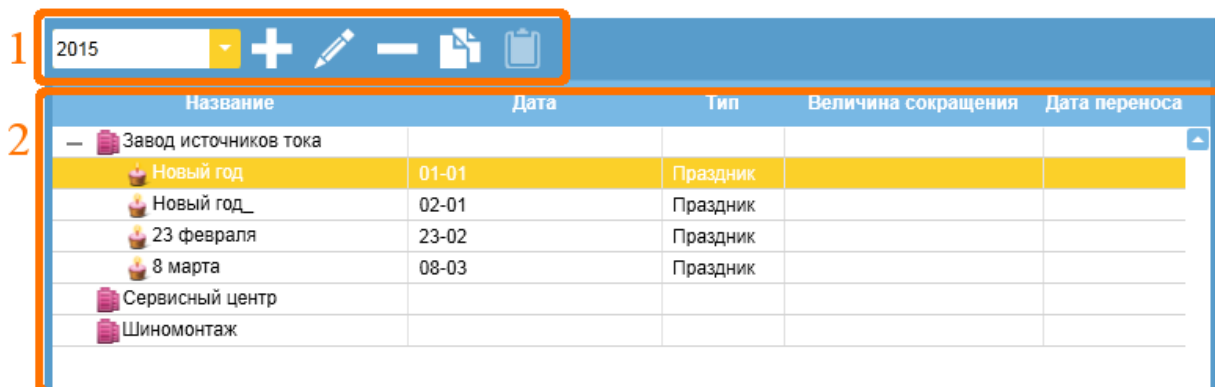 1
2015
2
Название Дата Тип Величина сокращения Дата переноса
Завод источников тока
Новый год 01-01 Праздник
Новый год_ 02-01 Праздник
23 февраля 23-02 Праздник
8 марта 08-03 Праздник
Сервисный центр
Шиномонтаж